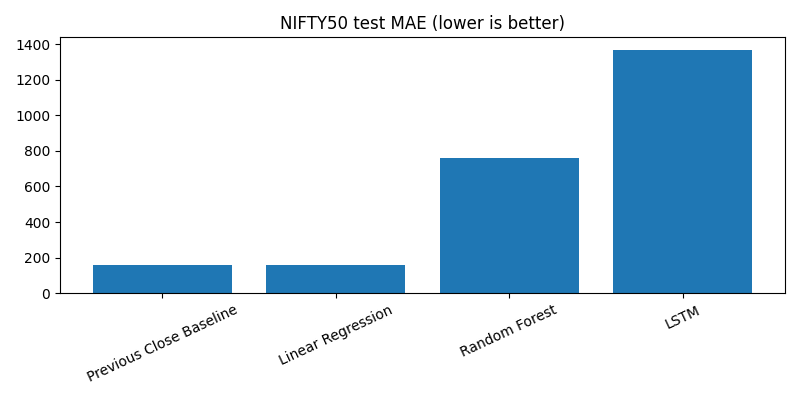 NIFTY50 test MAE (lower is better)
1400
1200
1000
800
600
400
200
0
Previous Close Baseline
Linear Regression
Random Forest
LSTM